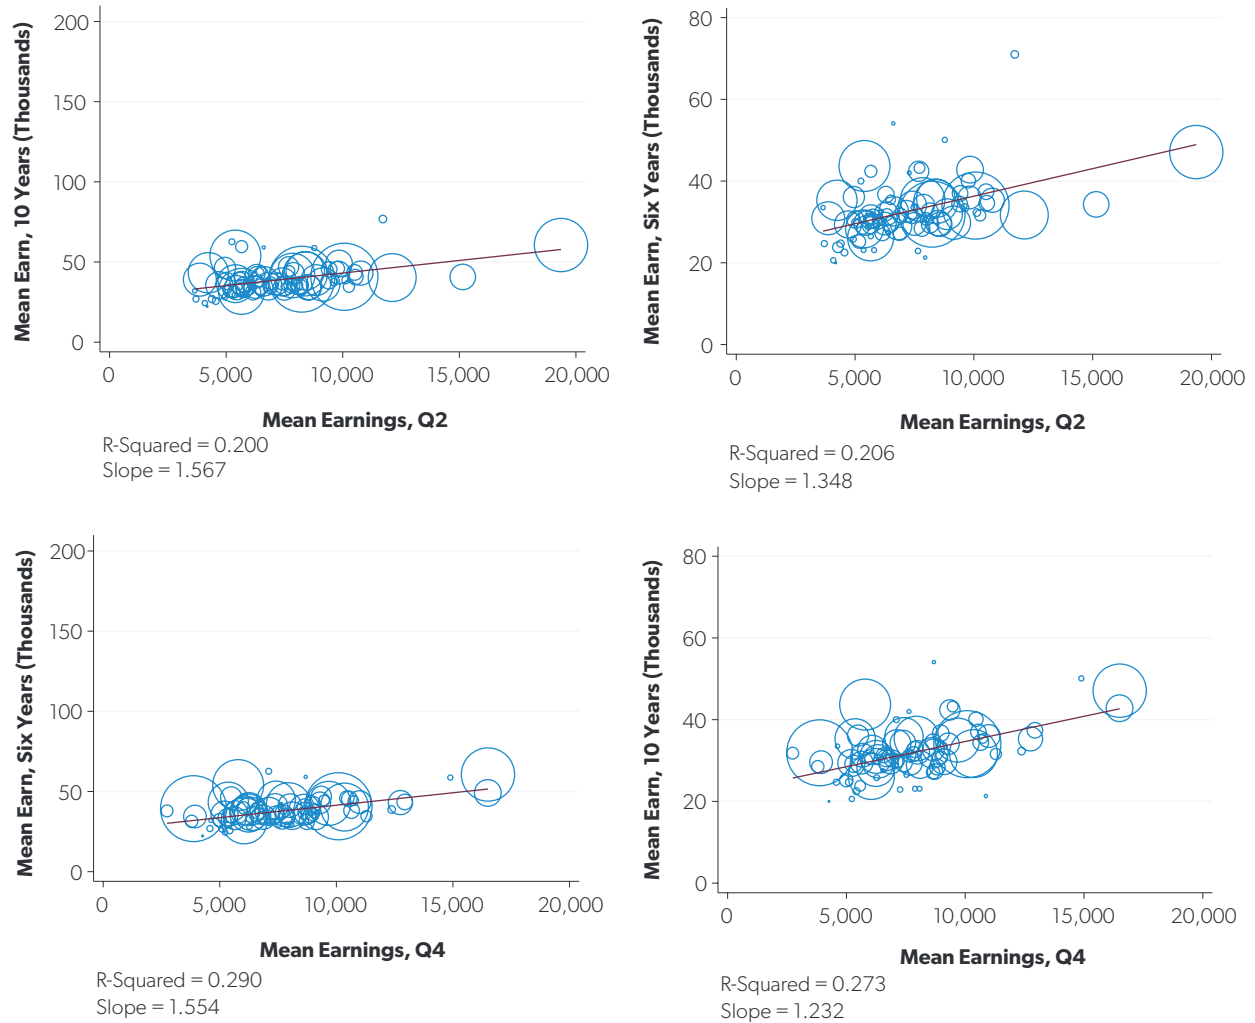 Mean Earn, 10 Years (Thousands)
200
150
100
50
0
0 5,000 10,000 15,000 20,000
Mean Earnings, Q2
R-Squared = 0.200
Slope = 1.567
Mean Earn, Six Years (Thousands)
80
60
40
20
0
0 5,000 10,000 15,000 20,000
Mean Earnings, Q2
R-Squared = 0.206
Slope = 1.348
Mean Earn, Six Years (Thousands)
200
150
100
50
0
0 5,000 10,000 15,000 20,000
Mean Earnings, Q4
R-Squared = 0.290
Slope = 1.554
Mean Earn, 10 Years (Thousands)
80
60
40
20
0
0 5,000 10,000 15,000 20,000
Mean Earnings, Q4
R-Squared = 0.273
Slope = 1.232